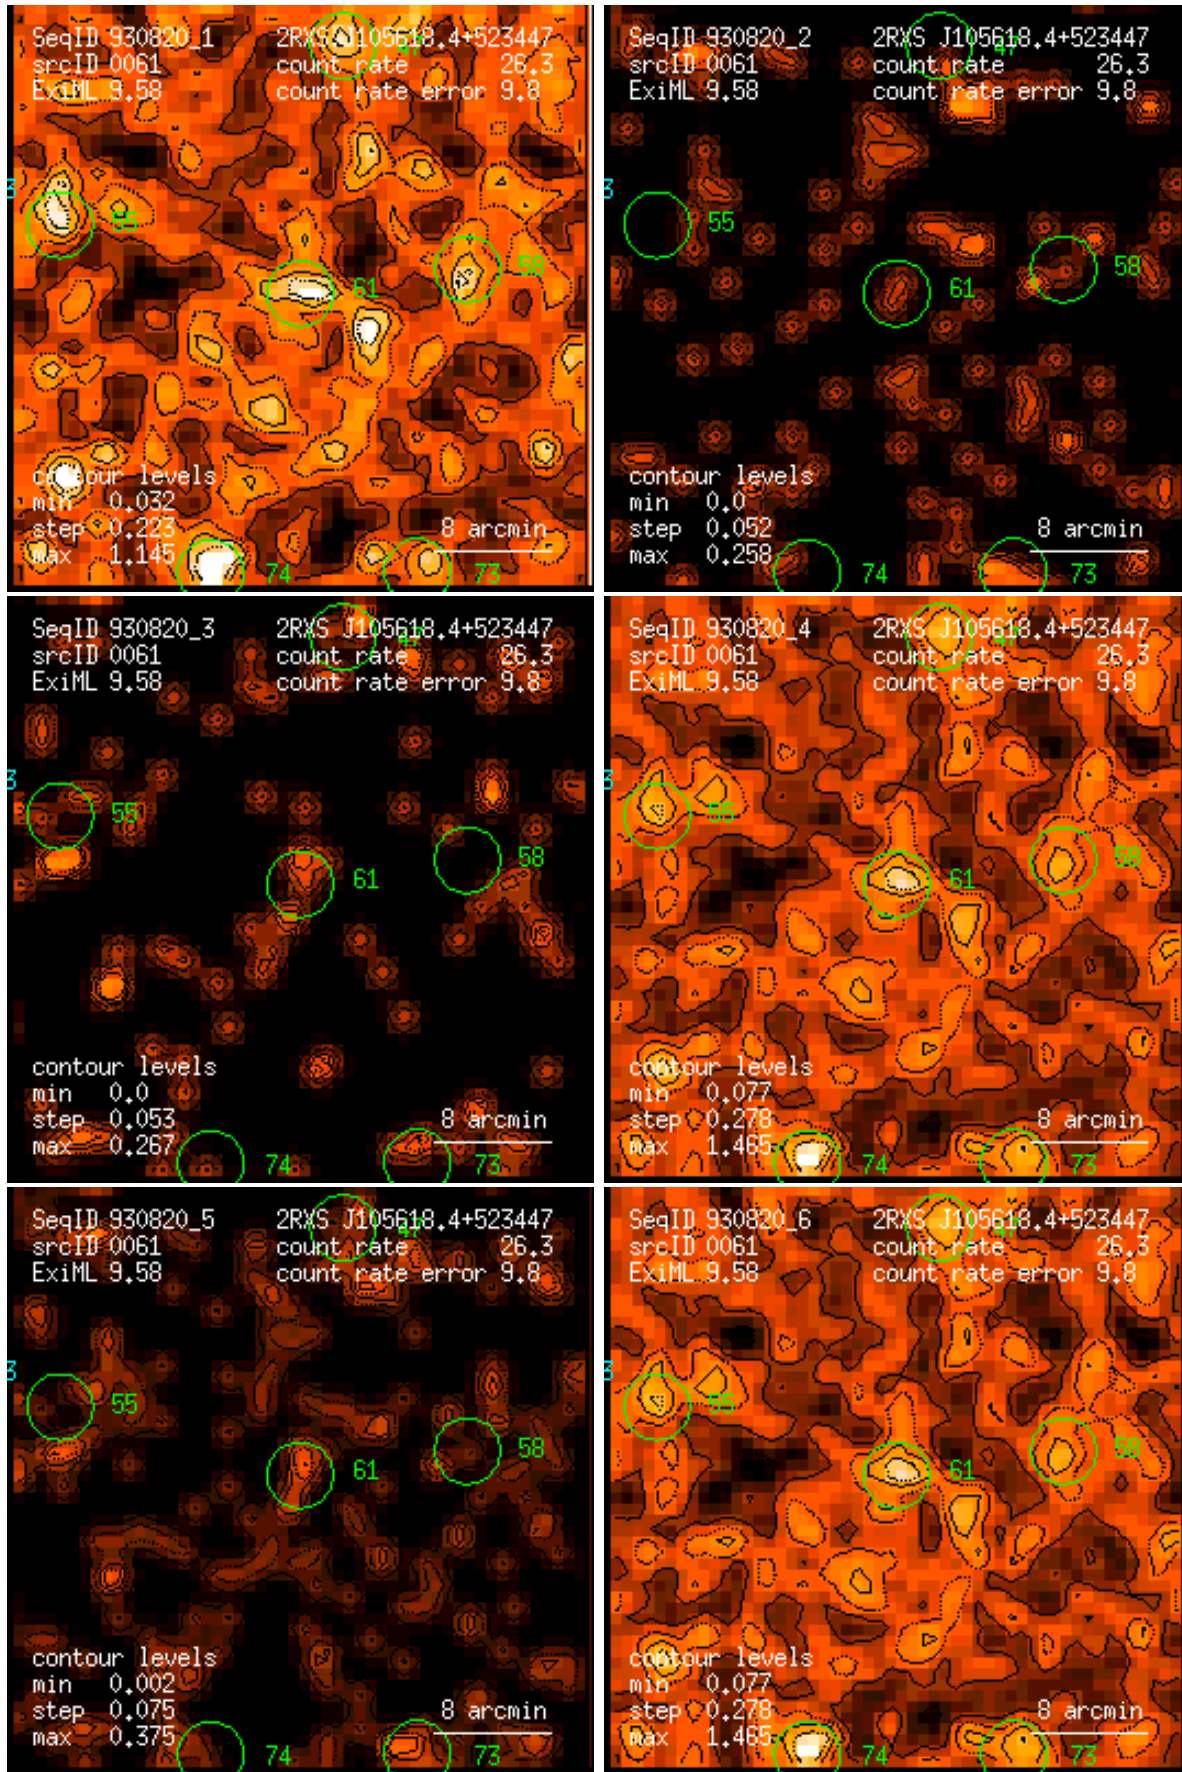 SeqID 930820_1 2RXS J105618.4+523447
srcID 0061 count rate 26.3
ExiML 9.58 count rate error 9.8
47
3
55
58
61
contour levels
min 0.032
step 0.223
max 1.145
8 arcmin
74
73
SeqID 930820_2 2RXS J105618.4+523447
srcID 0061 count rate 26.3
ExiML 9.58 count rate error 9.8
47
3
55
58
61
contour levels
min 0.0
step 0.052
max 0.258
8 arcmin
74
73
SeqID 930820_3 2RXS J105618.4+523447
srcID 0061 count rate 26.3
ExiML 9.58 count rate error 9.8
47
3
55
58
61
contour levels
min 0.0
step 0.053
max 0.267
8 arcmin
74
73
SeqID 930820_4 2RXS J105618.4+523447
srcID 0061 count rate 26.3
ExiML 9.58 count rate error 9.8
47
3
55
58
61
contour levels
min 0.077
step 0.278
max 1.465
8 arcmin
74
73
SeqID 930820_5 2RXS J105618.4+523447
srcID 0061 count rate 26.3
ExiML 9.58 count rate error 9.8
47
3
55
58
61
contour levels
min 0.002
step 0.075
max 0.375
8 arcmin
74
73
SeqID 930820_6 2RXS J105618.4+523447
srcID 0061 count rate 26.3
ExiML 9.58 count rate error 9.8
47
3
55
58
61
contour levels
min 0.077
step 0.278
max 1.465
8 arcmin
74
73